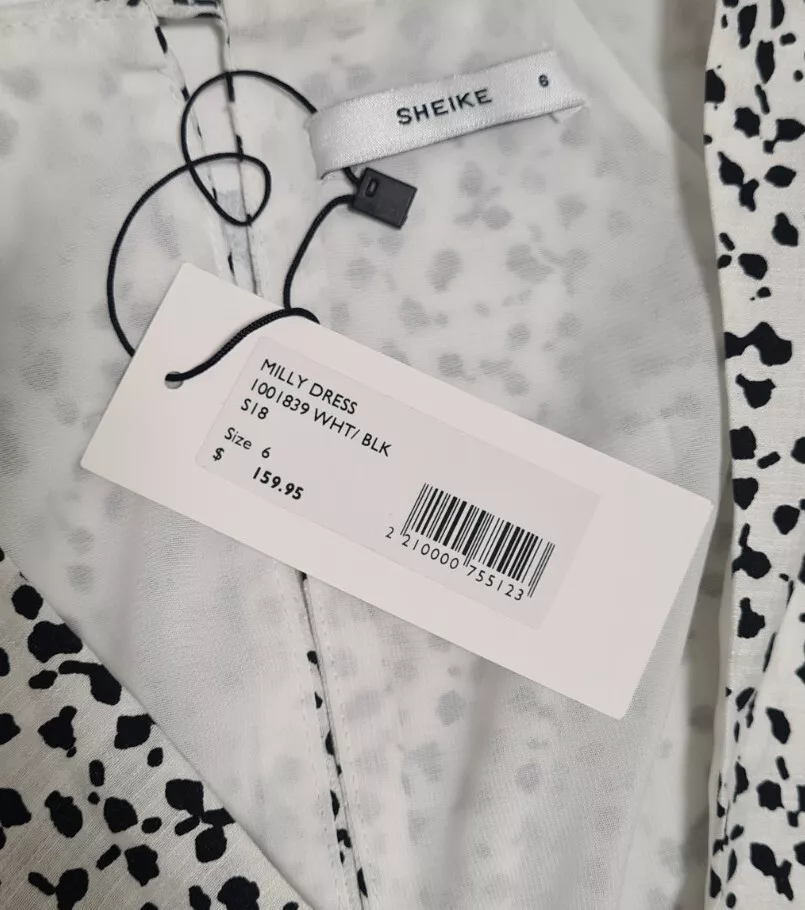 SHEIKE 6
MILLY DRESS
1001839 WHT/ BLK
S18
Size 6
$ 159.95
2 210000 755123